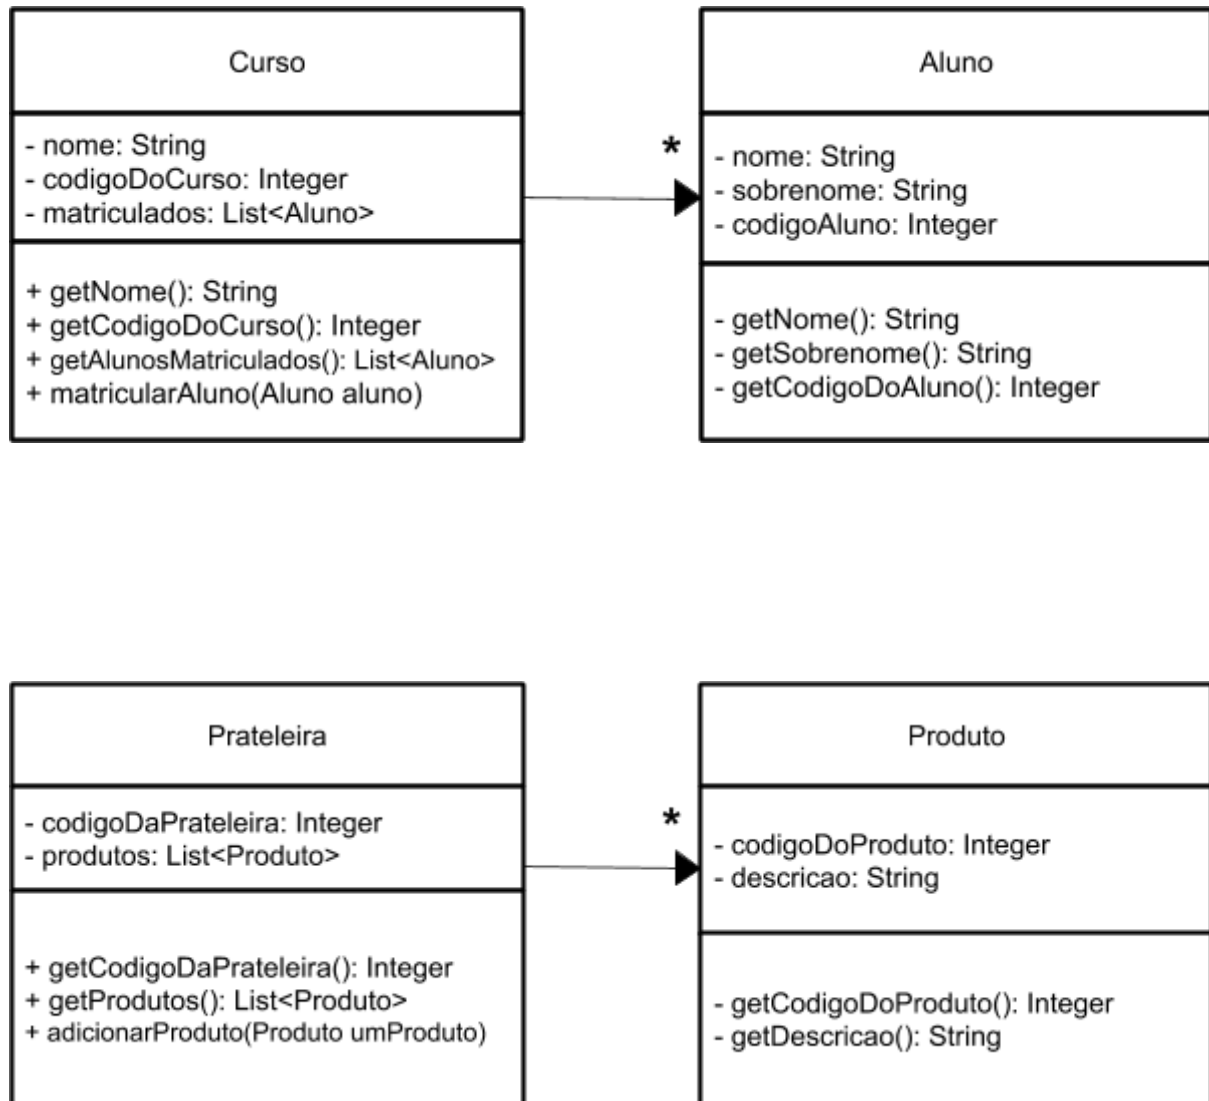 Curso
- nome: String
- codigoDoCurso: Integer
- matriculados: List<Aluno>
+ getNome(): String
+ getCodigoDoCurso(): Integer
+ getAlunosMatriculados(): List<Aluno>
+ matricularAluno(Aluno aluno)
*
Aluno
- nome: String
- sobrenome: String
- codigoAluno: Integer
- getNome(): String
- getSobrenome(): String
- getCodigoDoAluno(): Integer
Prateleira
- codigoDaPrateleira: Integer
- produtos: List<Produto>
+ getCodigoDaPrateleira(): Integer
+ getProdutos(): List<Produto>
+ adicionarProduto(Produto umProduto)
*
Produto
- codigoDoProduto: Integer
- descricao: String
- getCodigoDoProduto(): Integer
- getDescricao(): String